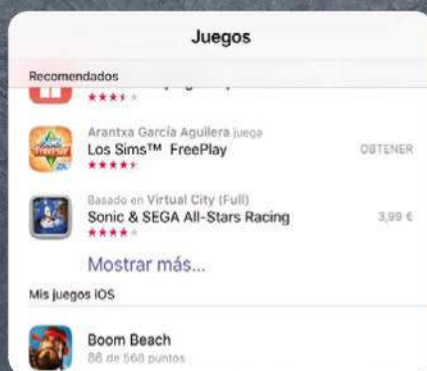 Juegos
Recomendados
Arantxa García Aguilera juega
Los Sims™ FreePlay
OBTENER
Basado en Virtual City (Full)
Sonic & SEGA All-Stars Racing
3,99 €
Mostrar más...
Mis juegos iOS
Boom Beach
86 de 568 puntos